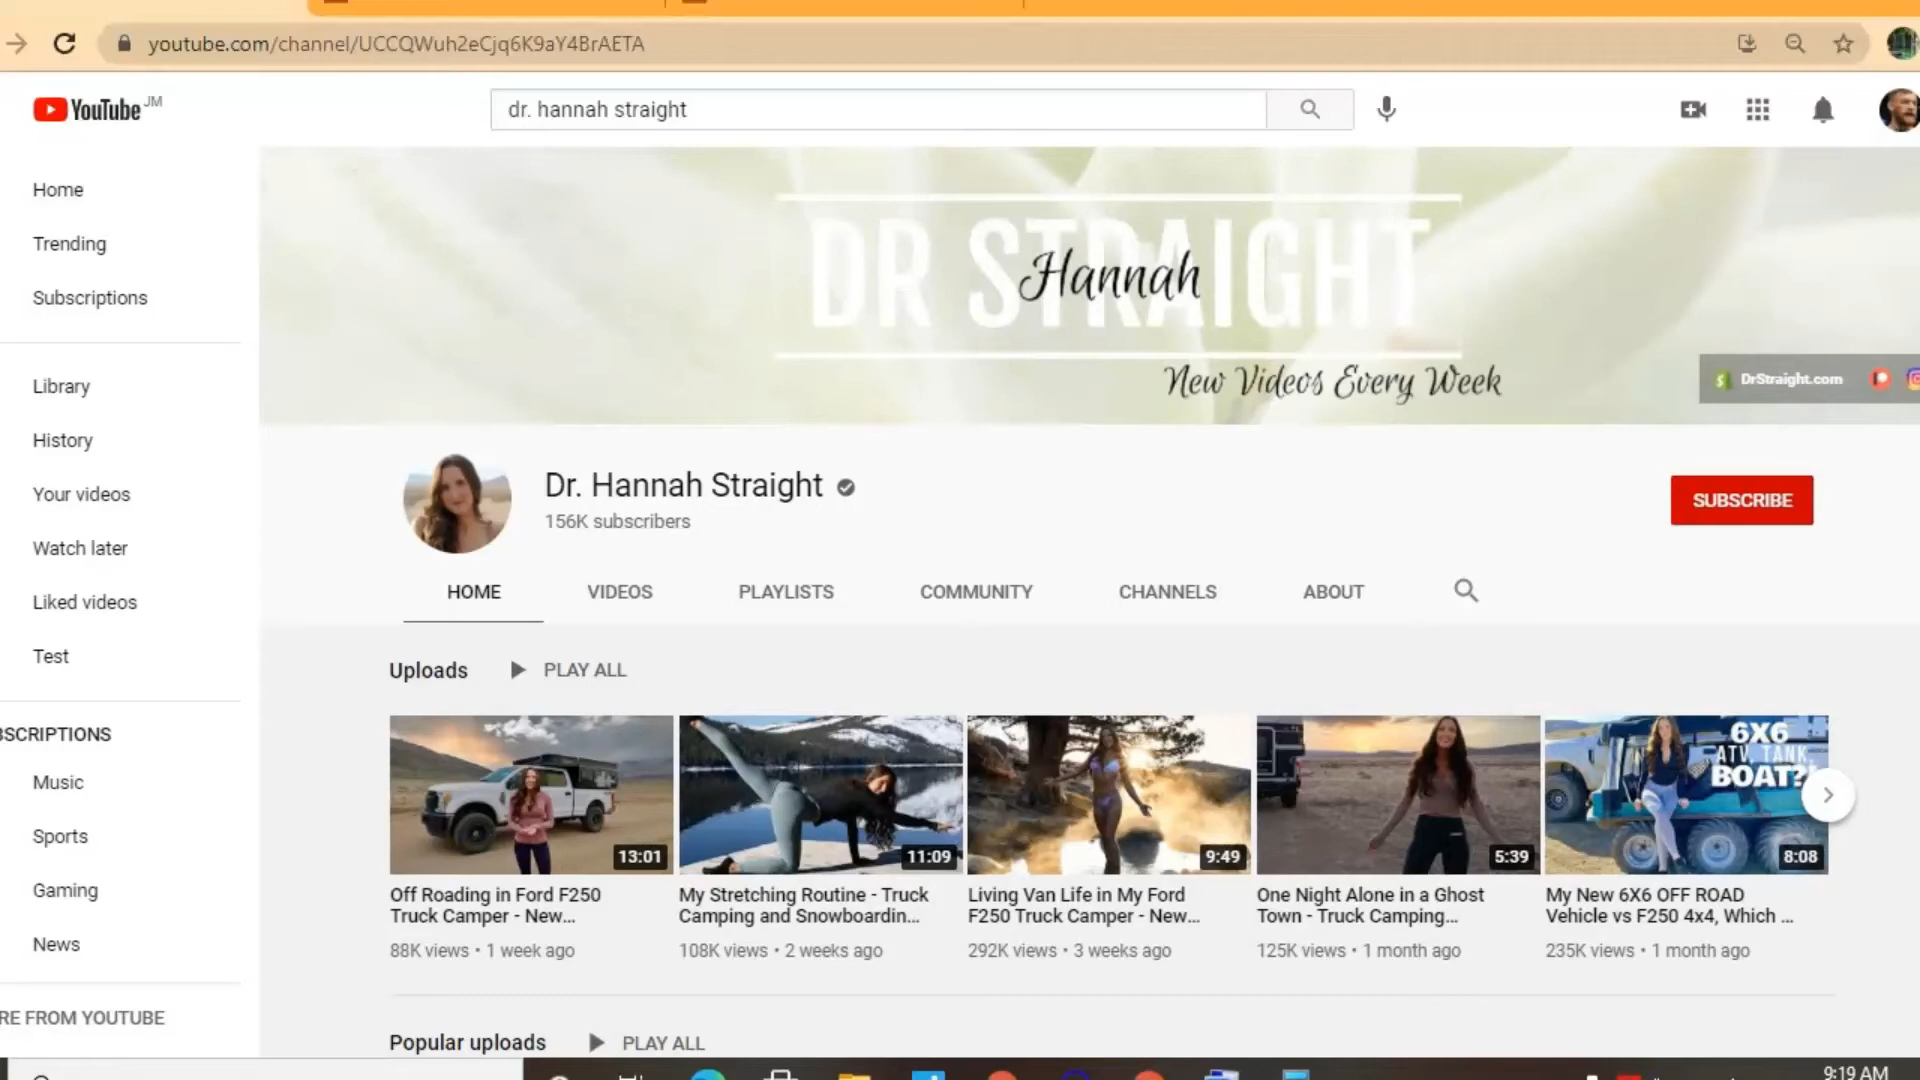 youtube.com/channel/UCCQWuh2eCjq6K9aY4BrAETA
YouTube JM
dr. hannah straight
Home
Trending
Subscriptions
Library
History
Your videos
Watch later
Liked videos
Test
BSCRIPTIONS
Music
Sports
Gaming
News
RE FROM YOUTUBE
DR STRAIGHT
Hannah
New Videos Every Week
DrStraight.com
Dr. Hannah Straight
156K subscribers
SUBSCRIBE
HOME VIDEOS PLAYLISTS COMMUNITY CHANNELS ABOUT
Uploads PLAY ALL
6X6
ATV, TANK,
BOAT?!
13:01 11:09 9:49 5:39 8:08
Off Roading in Ford F250
Truck Camper - New...
88K views • 1 week ago
My Stretching Routine - Truck
Camping and Snowboardin...
108K views • 2 weeks ago
Living Van Life in My Ford
F250 Truck Camper - New...
292K views • 3 weeks ago
One Night Alone in a Ghost
Town - Truck Camping...
125K views • 1 month ago
My New 6X6 OFF ROAD
Vehicle vs F250 4x4, Which ...
235K views • 1 month ago
Popular uploads PLAY ALL
9:19 AM